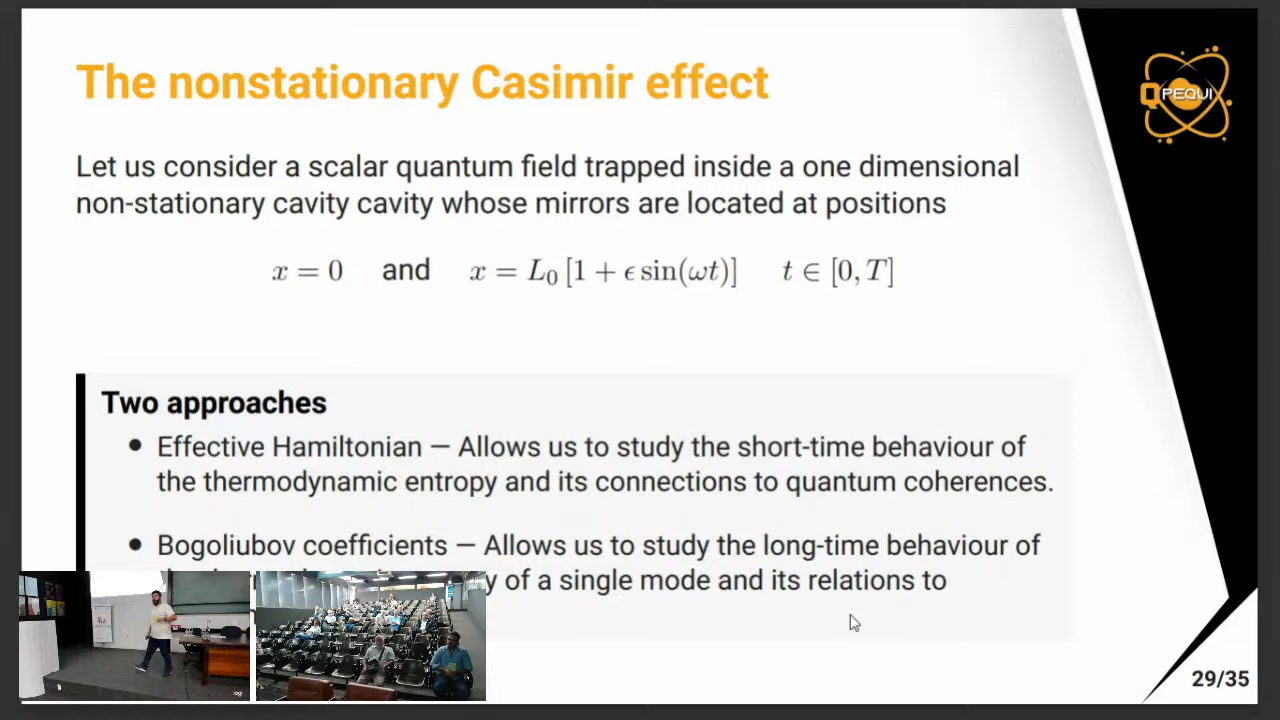 The nonstationary Casimir effect
QPEQUI
Let us consider a scalar quantum field trapped inside a one dimensional
non-stationary cavity cavity whose mirrors are located at positions
x = 0 and x = L₀ [1 + ϵ sin(ωt)] t ∈ [0, T]
Two approaches
• Effective Hamiltonian — Allows us to study the short-time behaviour of
the thermodynamic entropy and its connections to quantum coherences.
• Bogoliubov coefficients — Allows us to study the long-time behaviour of
of a single mode and its relations to
29/35